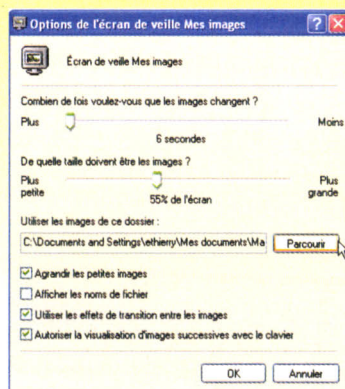 Options de l'écran de veille Mes images
Écran de veille Mes images
Combien de fois voulez-vous que les images changent ?
Plus
Moins
6 secondes
De quelle taille doivent être les images ?
Plus petite
Plus grande
55% de l'écran
Utiliser les images de ce dossier :
C:\Documents and Settings\ethierry\Mes documents\Ma
Parcourir
Agrandir les petites images
Afficher les noms de fichier
Utiliser les effets de transition entre les images
Autoriser la visualisation d'images successives avec le clavier
OK
Annuler